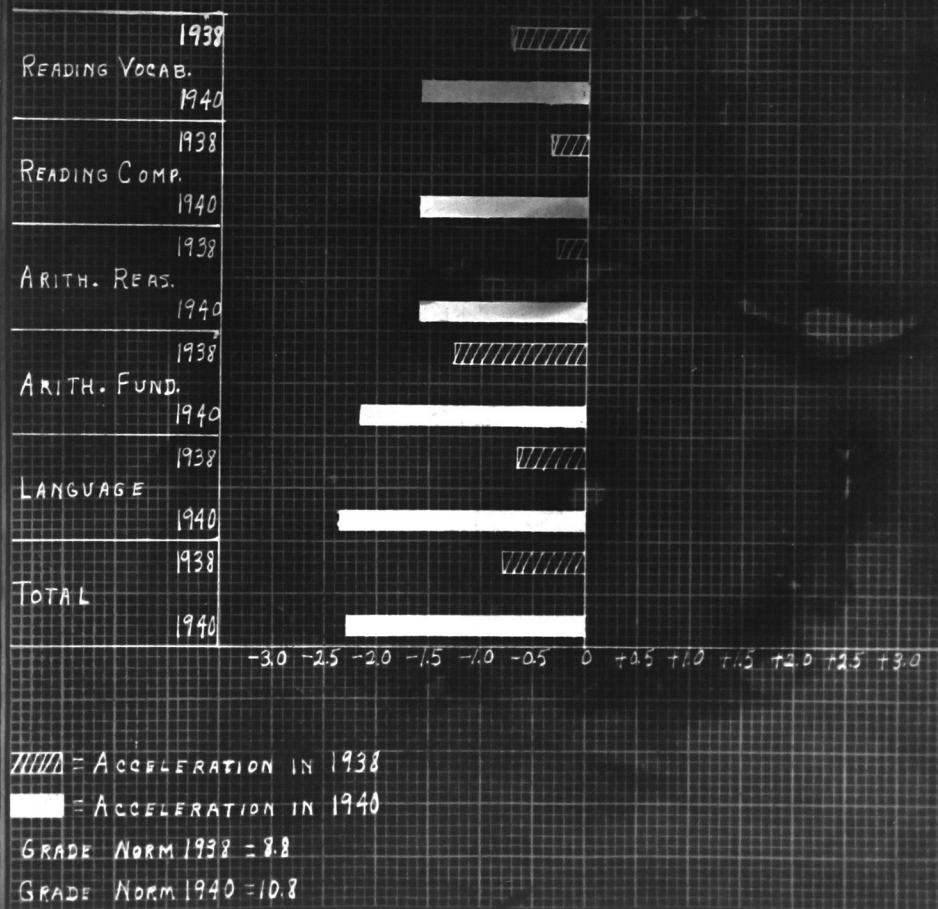 1938
READING VOCAB.
1940
1938
READING COMP.
1940
1938
ARITH. REAS.
1940
1938
ARITH. FUND.
1940
1938
LANGUAGE
1940
1938
TOTAL
1940
-3.0 -2.5 -2.0 -1.5 -1.0 -0.5 0 +0.5 +1.0 +1.5 +2.0 +2.5 +3.0
= ACCELERATION IN 1938
= ACCELERATION IN 1940
GRADE NORM 1938 = 8.8
GRADE NORM 1940 = 10.8